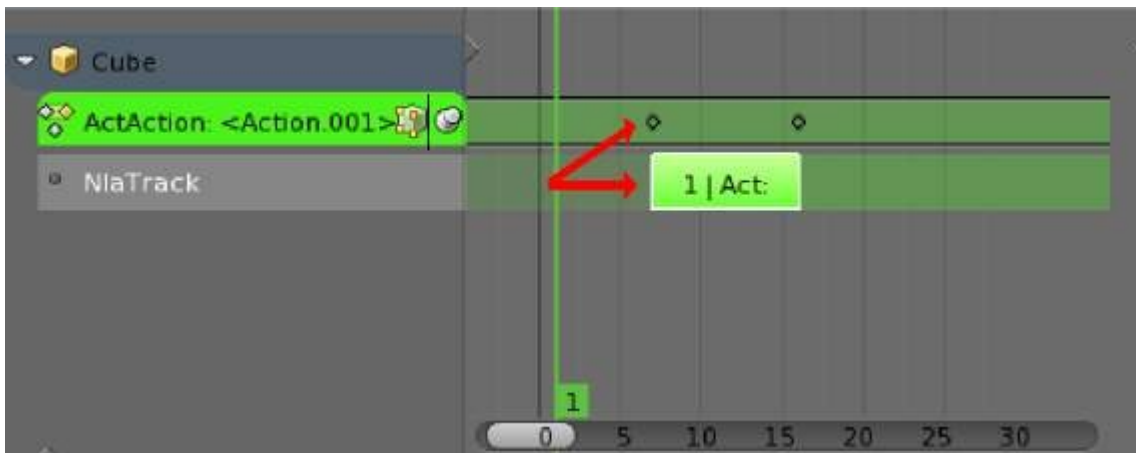 Cube
ActAction: <Action.001>
NlaTrack
1 | Act:
1
0 5 10 15 20 25 30